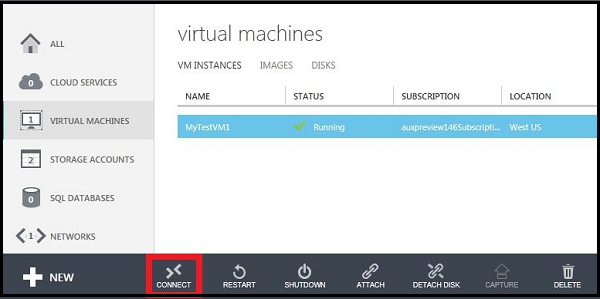 virtual machines
ALL
VM INSTANCES IMAGES DISKS
0 CLOUD SERVICES
NAME STATUS SUBSCRIPTION LOCATION
1 VIRTUAL MACHINES
MyTestVM1 Running auxpreview146Subscripti... West US
2 STORAGE ACCOUNTS
0 SQL DATABASES
1 NETWORKS
NEW
CONNECT RESTART SHUTDOWN ATTACH DETACH DISK CAPTURE DELETE